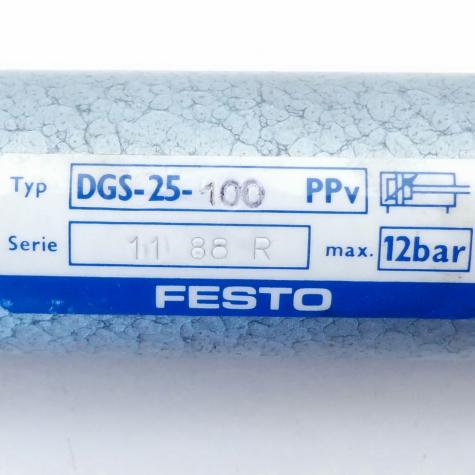 Typ DGS-25-100 PPv
Serie 11 88 R max. 12bar
FESTO